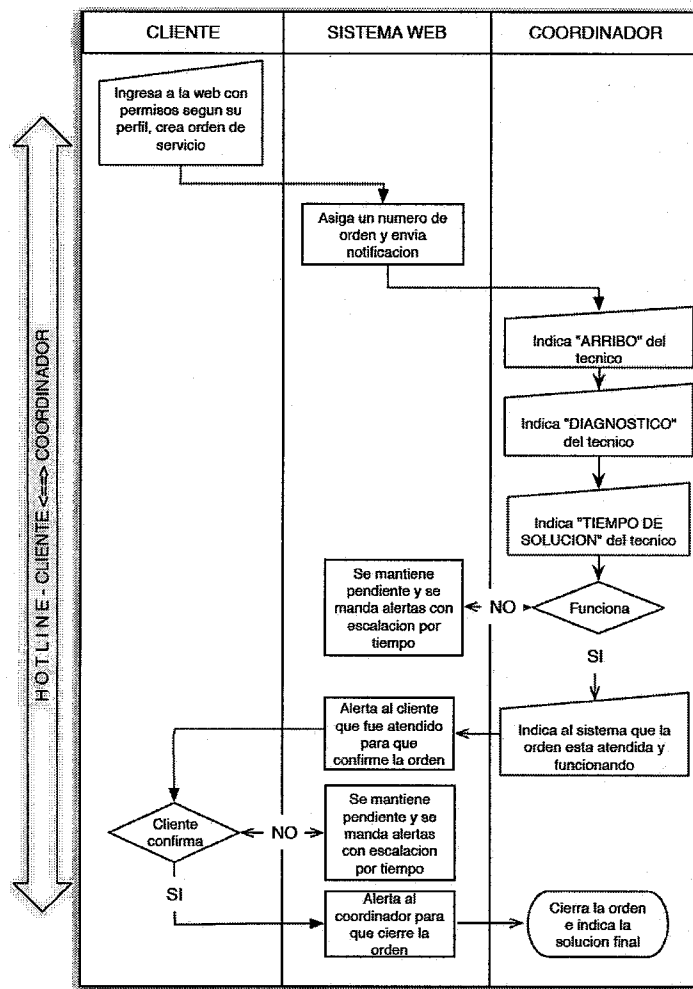 CLIENTE
SISTEMA WEB
COORDINADOR
Ingresa a la web con
permisos segun su
perfil, crea orden de
servicio
Asiga un numero de
orden y envia
notificacion
Indica "ARRIBO" del
tecnico
Indica "DIAGNOSTICO"
del tecnico
Indica "TIEMPO DE
SOLUCION" del tecnico
Funciona
NO
Se mantiene
pendiente y se
manda alertas con
escalacion por
tiempo
SI
Indica al sistema que la
orden esta atendida y
funcionando
Alerta al cliente
que fue atendido
para que
confirme la orden
Cliente
confirma
NO
Se mantiene
pendiente y se
manda alertas
con escalacion
por tiempo
SI
Alerta al
coordinador para
que cierre la
orden
Cierra la orden
e indica la
solucion final
HOTLINE - CLIENTE <==> COORDINADOR